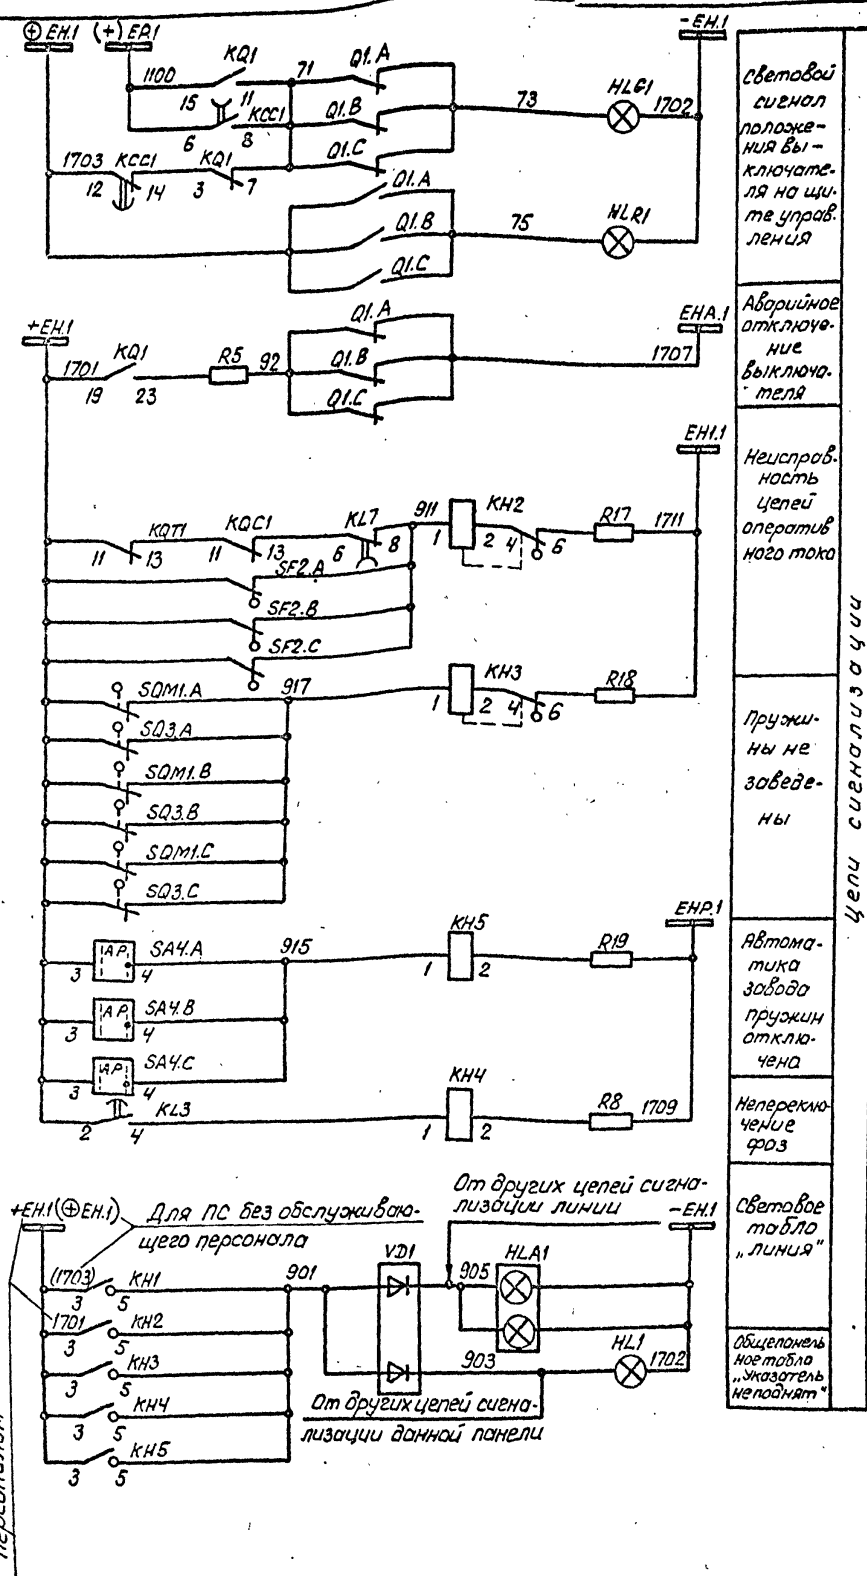 ⊕EH.1 (+)EP.1
-EH.1
1100 KQ1 71 Q1.A
15 11
KCC1 Q1.B 73 HLG1 1702
6 8
1703 KCC1 KQ1 Q1.C
12 14 3 7
Q1.A
Q1.B 75 HLR1
Q1.C
Световой
сигнал
положе-
ния вы-
ключате-
ля на щи-
те управ-
ления
+EH.1
Q1.A
EHA.1
1701 KQ1 R5 92 Q1.B 1707
19 23
Q1.C
Аварийное
отключе-
ние
выключа-
теля
EH1.1
911 KH2 R17 1711
KQT1 KQC1 KL7
11 13 11 13 6 8 1 2 4 6
SF2.A
SF2.B
SF2.C
Неисправ-
ность
цепей
оператив
ного тока
SQM1.A 917 KH3 R18
1 2 4 6
SQ3.A
SQM1.B
SQ3.B
SQM1.C
SQ3.C
Пружи-
ны не
заведе-
ны
EHP.1
AP SA4.A 915 KH5 R19
3 4 1 2
AP SA4.B
3 4
AP SA4.C
3 4
Автома-
тика
завода
пружин
отклю-
чена
KL3 KH4 R8 1709
2 4 1 2
Непереклю-
чение
фаз
Цепи сигнализации
+EH.1(⊕EH.1)
Для ПС без обслуживаю-
щего персонала
От других цепей сигна-
лизации линии
-EH.1
(1703) KH1 901 VD1 905 HLA1
3 5
1701 KH2
3 5
KH3 903 HL1 1702
3 5
KH4
3 5
KH5
3 5
От других цепей сигна-
лизации данной панели
Световое
табло
„линия"
Общепанель
ное табло
„Указатель
не поднят"
персоналом